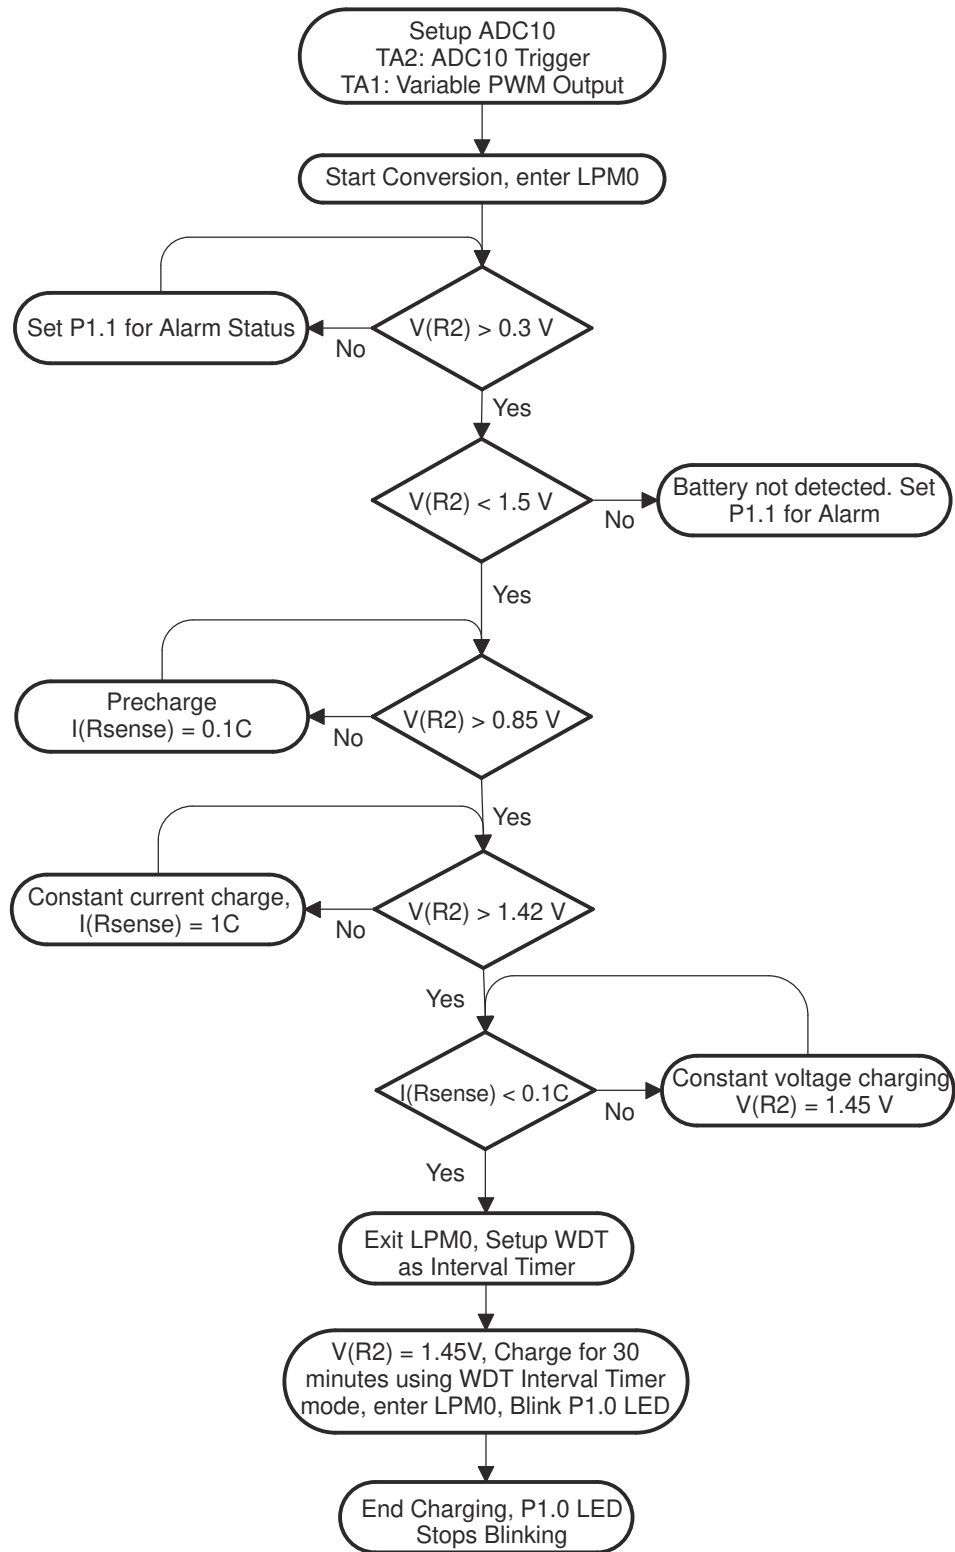 Setup ADC10
TA2: ADC10 Trigger
TA1: Variable PWM Output
Start Conversion, enter LPM0
V(R2) > 0.3 V
Set P1.1 for Alarm Status
No
Yes
V(R2) < 1.5 V
No
Battery not detected. Set
P1.1 for Alarm
Yes
Precharge
I(Rsense) = 0.1C
No
V(R2) > 0.85 V
Yes
Constant current charge,
I(Rsense) = 1C
No
V(R2) > 1.42 V
Yes
I(Rsense) < 0.1C
No
Constant voltage charging
V(R2) = 1.45 V
Yes
Exit LPM0, Setup WDT
as Interval Timer
V(R2) = 1.45V, Charge for 30
minutes using WDT Interval Timer
mode, enter LPM0, Blink P1.0 LED
End Charging, P1.0 LED
Stops Blinking